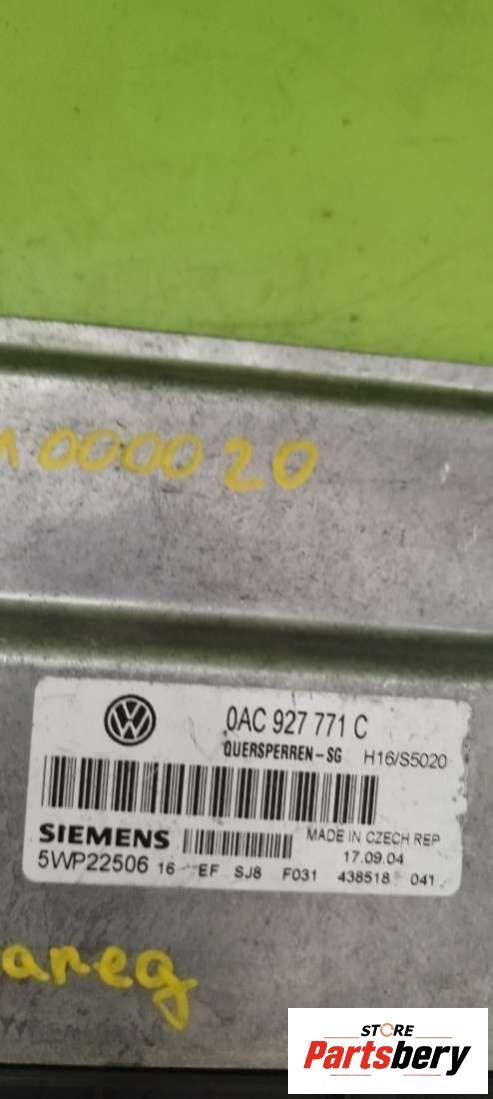 000020
0AC 927 771 C
QUERSPERREN-SG H16/S5020
SIEMENS MADE IN CZECH REP
17.09.04
5WP22506 16 EF SJ8 F031 438518 041
areg
STORE
Partsbery